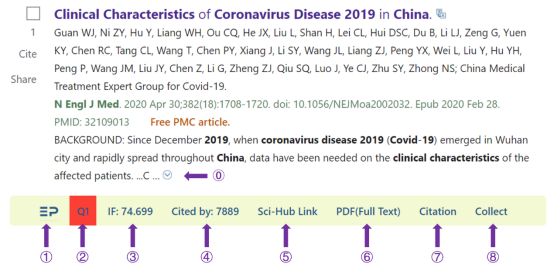 Clinical Characteristics of Coronavirus Disease 2019 in China.
1
Guan WJ, Ni ZY, Hu Y, Liang WH, Ou CQ, He JX, Liu L, Shan H, Lei CL, Hui DSC, Du B, Li LJ, Zeng G, Yuen
Cite
KY, Chen RC, Tang CL, Wang T, Chen PY, Xiang J, Li SY, Wang JL, Liang ZJ, Peng YX, Wei L, Liu Y, Hu YH,
Share
Peng P, Wang JM, Liu JY, Chen Z, Li G, Zheng ZJ, Qiu SQ, Luo J, Ye CJ, Zhu SY, Zhong NS; China Medical
Treatment Expert Group for Covid-19.
N Engl J Med. 2020 Apr 30;382(18):1708-1720. doi: 10.1056/NEJMoa2002032. Epub 2020 Feb 28.
PMID: 32109013 Free PMC article.
BACKGROUND: Since December 2019, when coronavirus disease 2019 (Covid-19) emerged in Wuhan
city and rapidly spread throughout China, data have been needed on the clinical characteristics of the
affected patients. ...C ... ⓪
EP Q1 IF: 74.699 Cited by: 7889 Sci-Hub Link PDF(Full Text) Citation Collect
① ② ③ ④ ⑤ ⑥ ⑦ ⑧